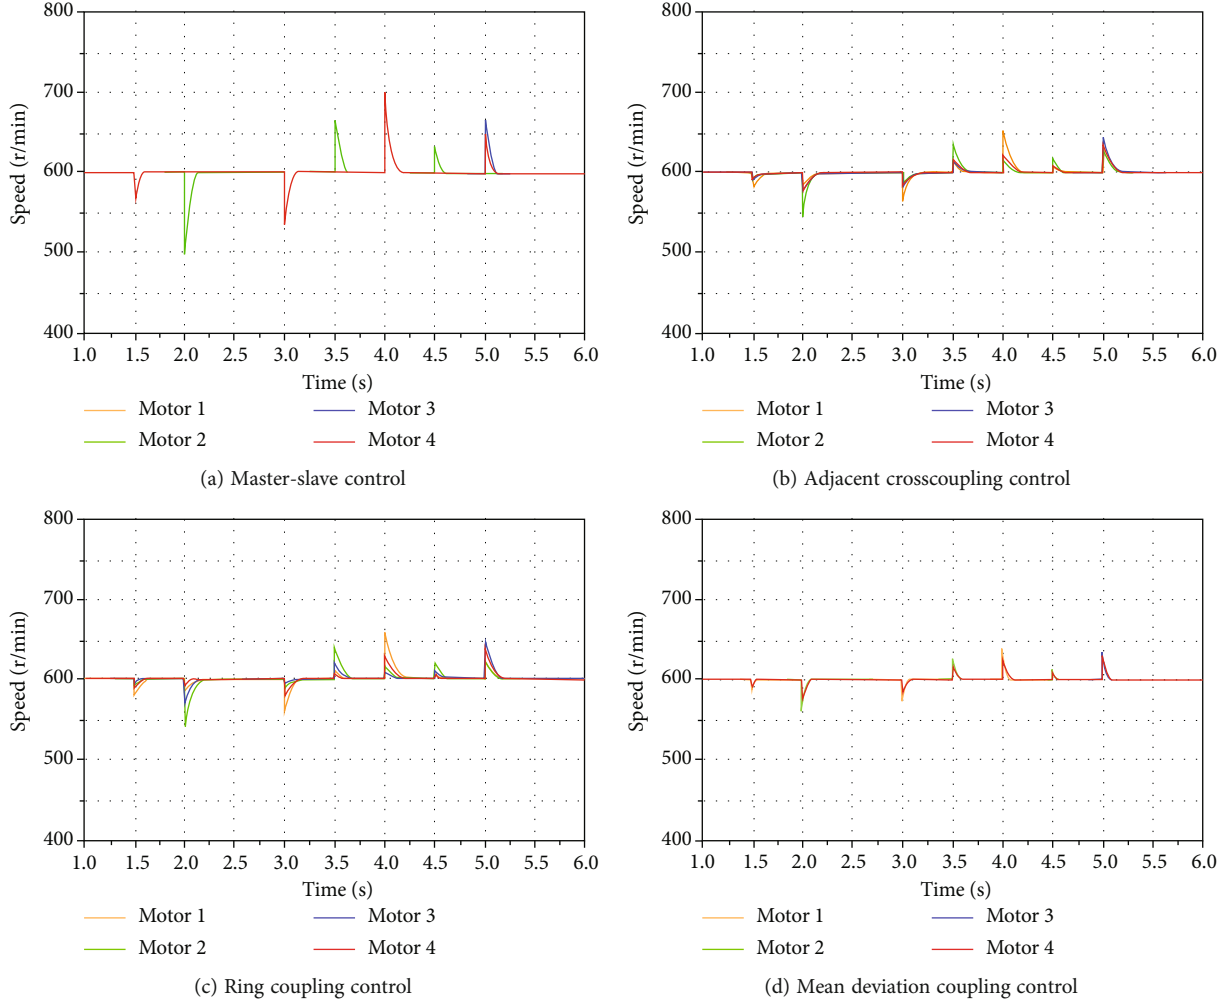 800
700
600
500
400
Speed (r/min)
1.0 1.5 2.0 2.5 3.0 3.5 4.0 4.5 5.0 5.5 6.0
Time (s)
Motor 1 Motor 3
Motor 2 Motor 4
(a) Master-slave control
800
700
600
500
400
Speed (r/min)
1.0 1.5 2.0 2.5 3.0 3.5 4.0 4.5 5.0 5.5 6.0
Time (s)
Motor 1 Motor 3
Motor 2 Motor 4
(b) Adjacent crosscoupling control
800
700
600
500
400
Speed (r/min)
1.0 1.5 2.0 2.5 3.0 3.5 4.0 4.5 5.0 5.5 6.0
Time (s)
Motor 1 Motor 3
Motor 2 Motor 4
(c) Ring coupling control
800
700
600
500
400
Speed (r/min)
1.0 1.5 2.0 2.5 3.0 3.5 4.0 4.5 5.0 5.5 6.0
Time (s)
Motor 1 Motor 3
Motor 2 Motor 4
(d) Mean deviation coupling control